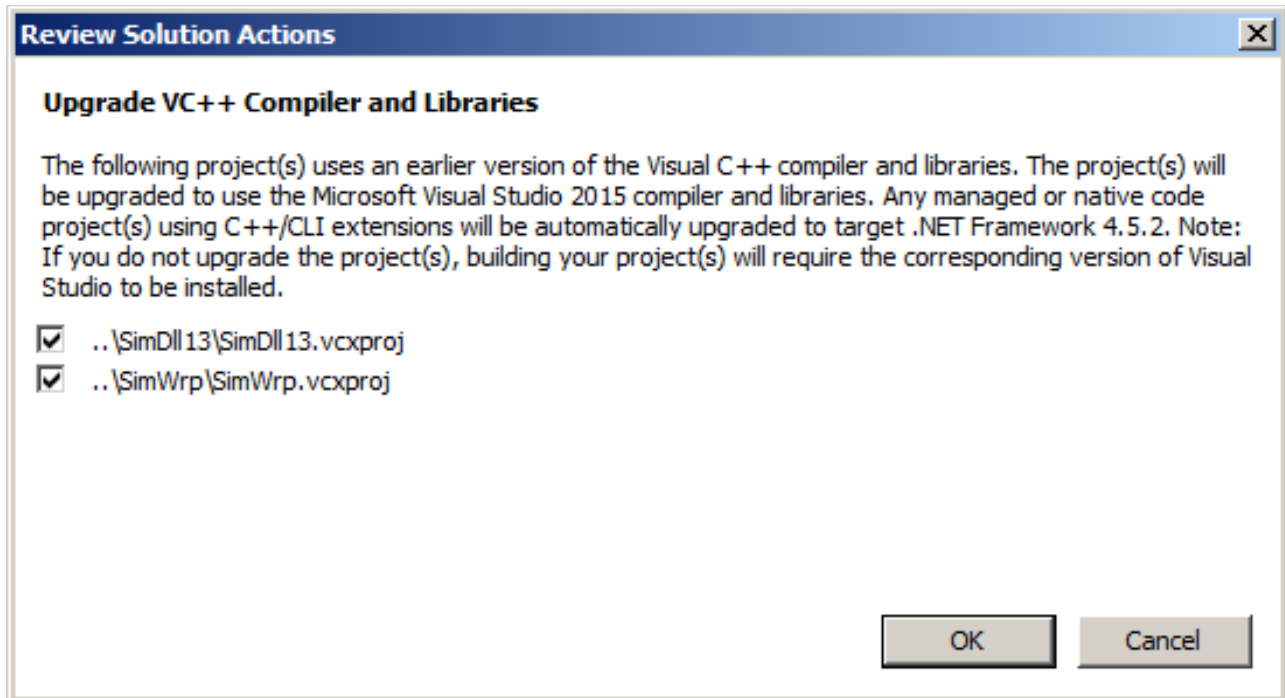 Review Solution Actions
Upgrade VC++ Compiler and Libraries
The following project(s) uses an earlier version of the Visual C++ compiler and libraries. The project(s) will
be upgraded to use the Microsoft Visual Studio 2015 compiler and libraries. Any managed or native code
project(s) using C++/CLI extensions will be automatically upgraded to target .NET Framework 4.5.2. Note:
If you do not upgrade the project(s), building your project(s) will require the corresponding version of Visual
Studio to be installed.
..\SimDll13\SimDll13.vcxproj
..\SimWrp\SimWrp.vcxproj
OK Cancel